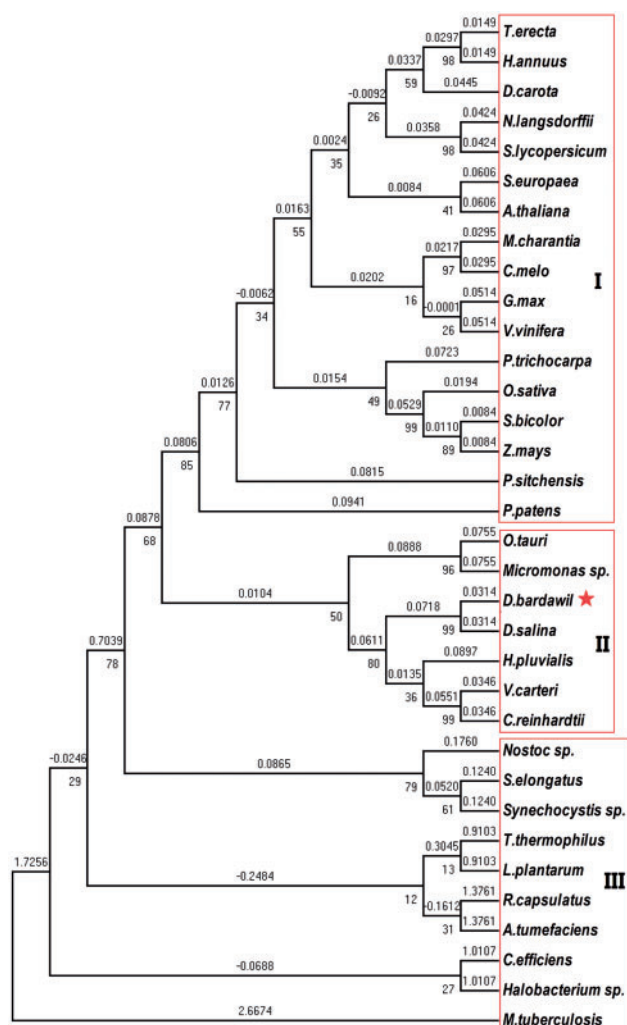 0.0149
0.0297 T.erecta
0.0337 98 0.0149 H.annuus
-0.0092 59 0.0445 D.carota
26 0.0358 0.0424 N.langsdorffii
0.0024 98 0.0424 S.lycopersicum
35 0.0084 0.0606 S.europaea
0.0163 41 0.0606 A.thaliana
55 0.0217 0.0295 M.charantia
0.0202 97 0.0295 C.melo
I
-0.0062 16 -0.0001 0.0514 G.max
34 26 0.0514 V.vinifera
0.0723 P.trichocarpa
0.0126 0.0154 49 0.0529 0.0194 O.sativa
77 99 0.0110 0.0084 S.bicolor
0.0806 89 0.0084 Z.mays
85 0.0815 P.sitchensis
0.0878 0.0941 P.patens
68 0.0888 0.0755 O.tauri
96 0.0755 Micromonas sp.
0.0104 50 0.0718 0.0314 D.bardawil
0.7039 0.0611 99 0.0314 D.salina
II
78 80 0.0135 0.0897 H.pluvialis
36 0.0551 0.0346 V.carteri
99 0.0346 C.reinhardtii
-0.0246 0.0865 0.1760 Nostoc sp.
29 79 0.0520 0.1240 S.elongatus
61 0.1240 Synechocystis sp.
0.3045 0.9103 T.thermophilus
1.7256 -0.2484 13 0.9103 L.plantarum
III
12 -0.1612 1.3761 R.capsulatus
31 1.3761 A.tumefaciens
-0.0688 1.0107 C.efficiens
27 1.0107 Halobacterium sp.
2.6674 M.tuberculosis